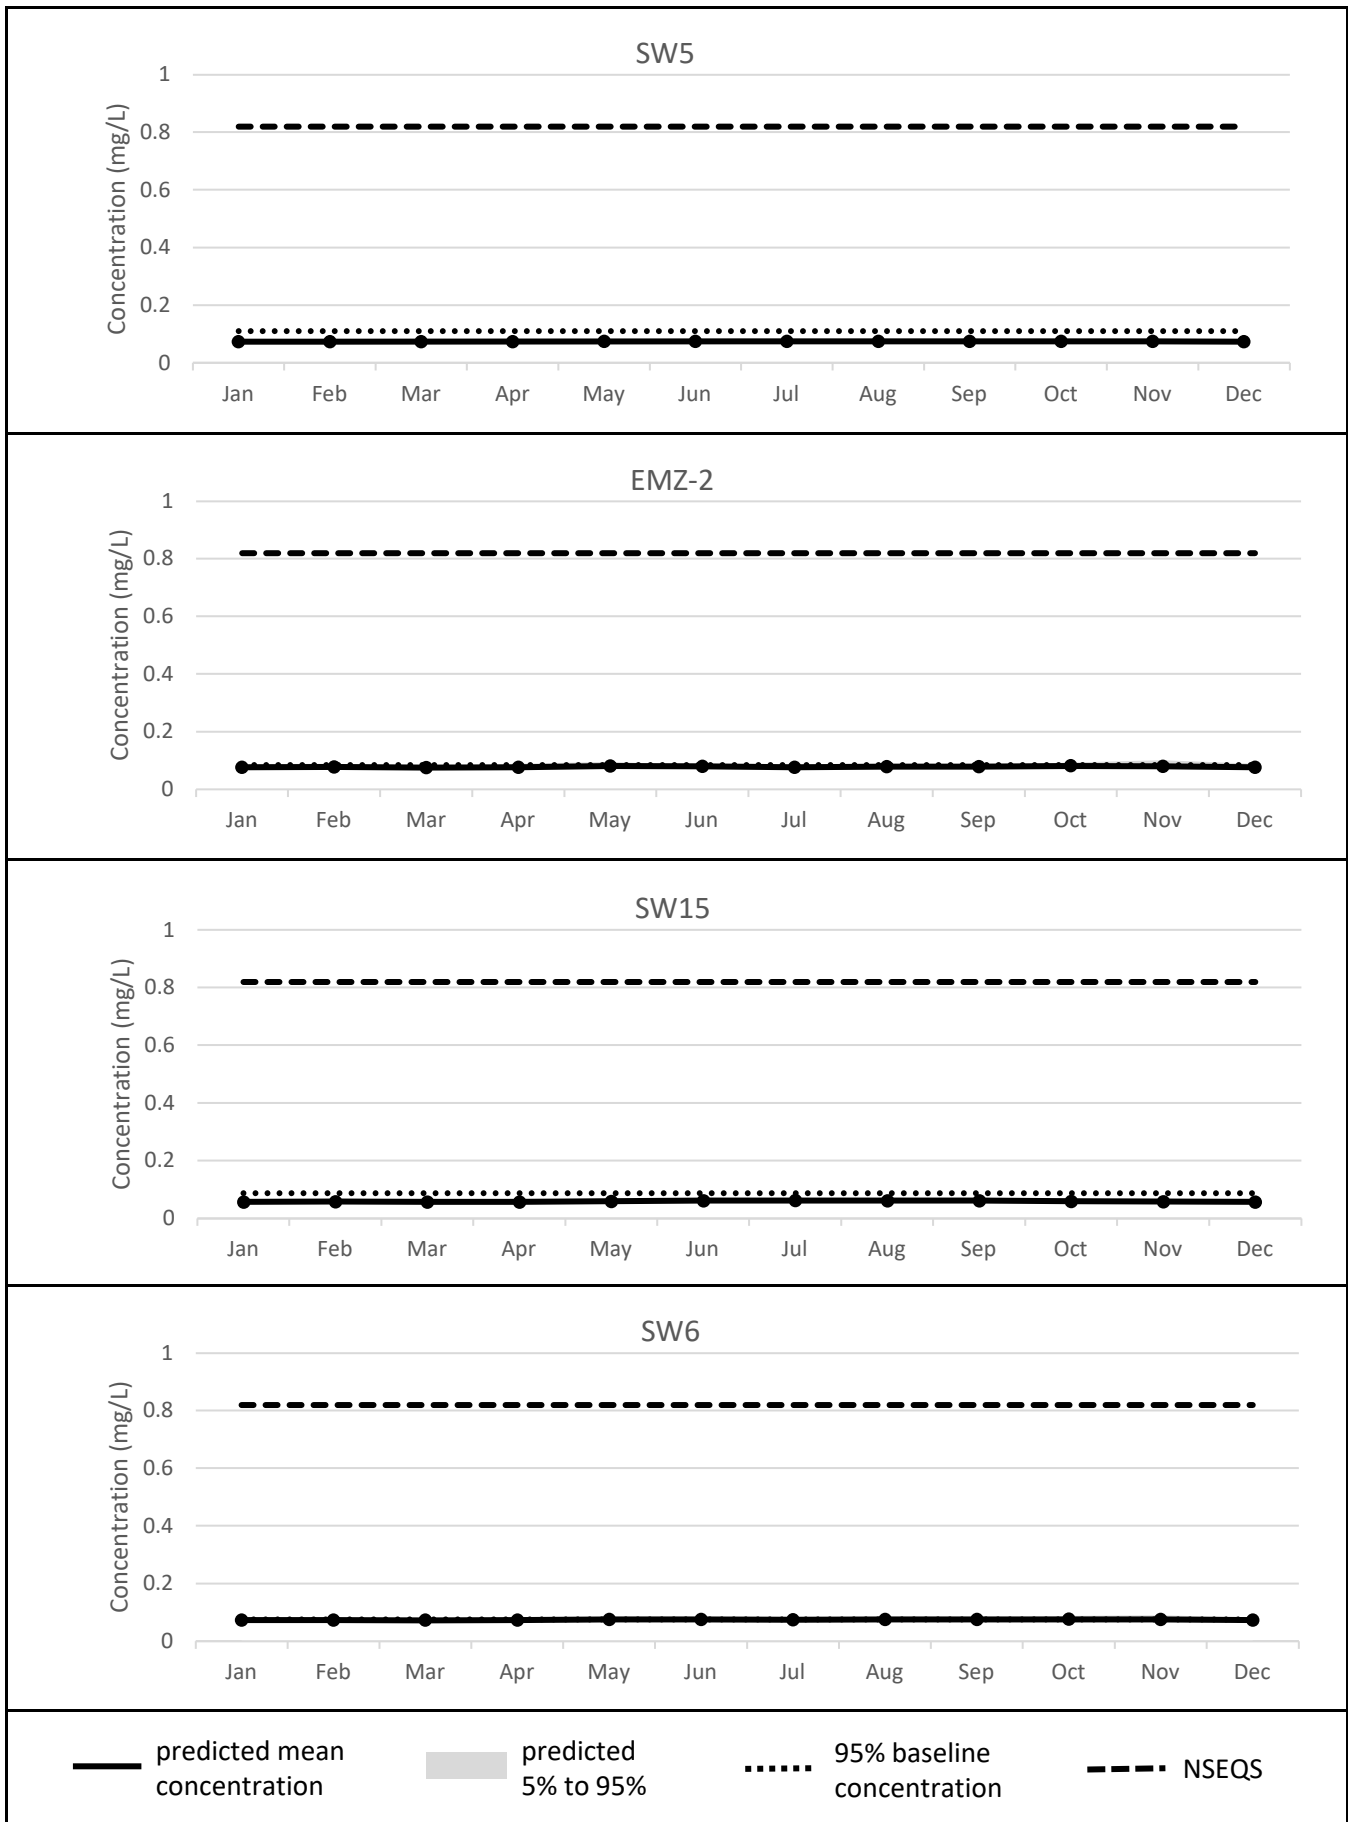 SW5
1
0.8
0.6
0.4
0.2
0
Concentration (mg/L)
Jan Feb Mar Apr May Jun Jul Aug Sep Oct Nov Dec
EMZ-2
1
0.8
0.6
0.4
0.2
0
Concentration (mg/L)
Jan Feb Mar Apr May Jun Jul Aug Sep Oct Nov Dec
SW15
1
0.8
0.6
0.4
0.2
0
Concentration (mg/L)
Jan Feb Mar Apr May Jun Jul Aug Sep Oct Nov Dec
SW6
1
0.8
0.6
0.4
0.2
0
Concentration (mg/L)
Jan Feb Mar Apr May Jun Jul Aug Sep Oct Nov Dec
predicted mean
concentration
predicted
5% to 95%
95% baseline
concentration
NSEQS